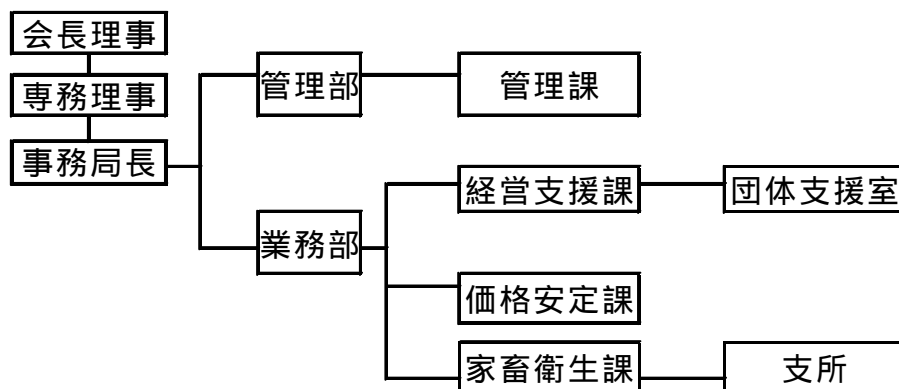 会長理事
専務理事
事務局長
管理部
管理課
業務部
経営支援課
団体支援室
価格安定課
家畜衛生課
支所